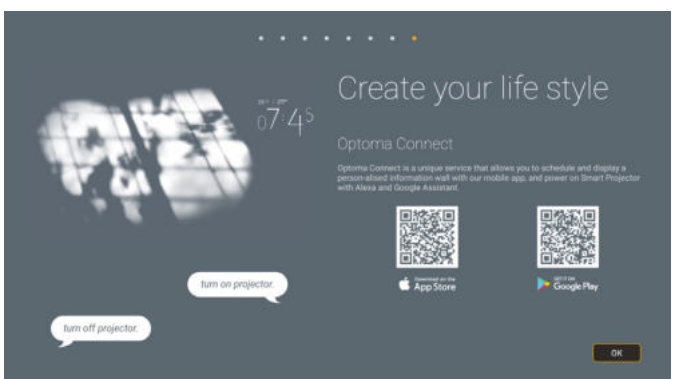 Create your life style
07:45
Optoma Connect
Optoma Connect is a unique service that allows you to schedule and display a
person-alised information wall with our mobile app, and power on Smart Projector
with Alexa and Google Assistant.
turn on projector.
Download on the
App Store
GET IT ON
Google Play
turn off projector.
OK